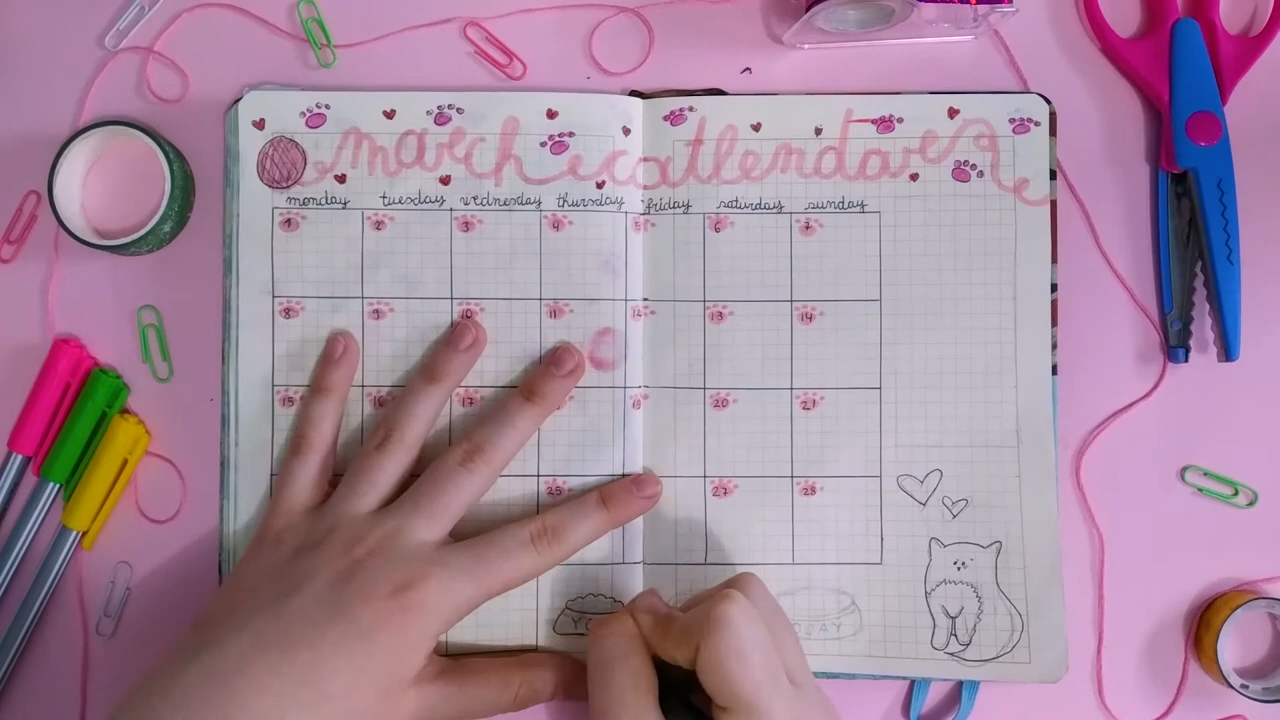 march catlendar
monday tuesday wednesday thursday friday saturday sunday
1 2 3 4 5 6 7
8 9 10 11 12 13 14
15 16 17 19 20 21
25 27 28